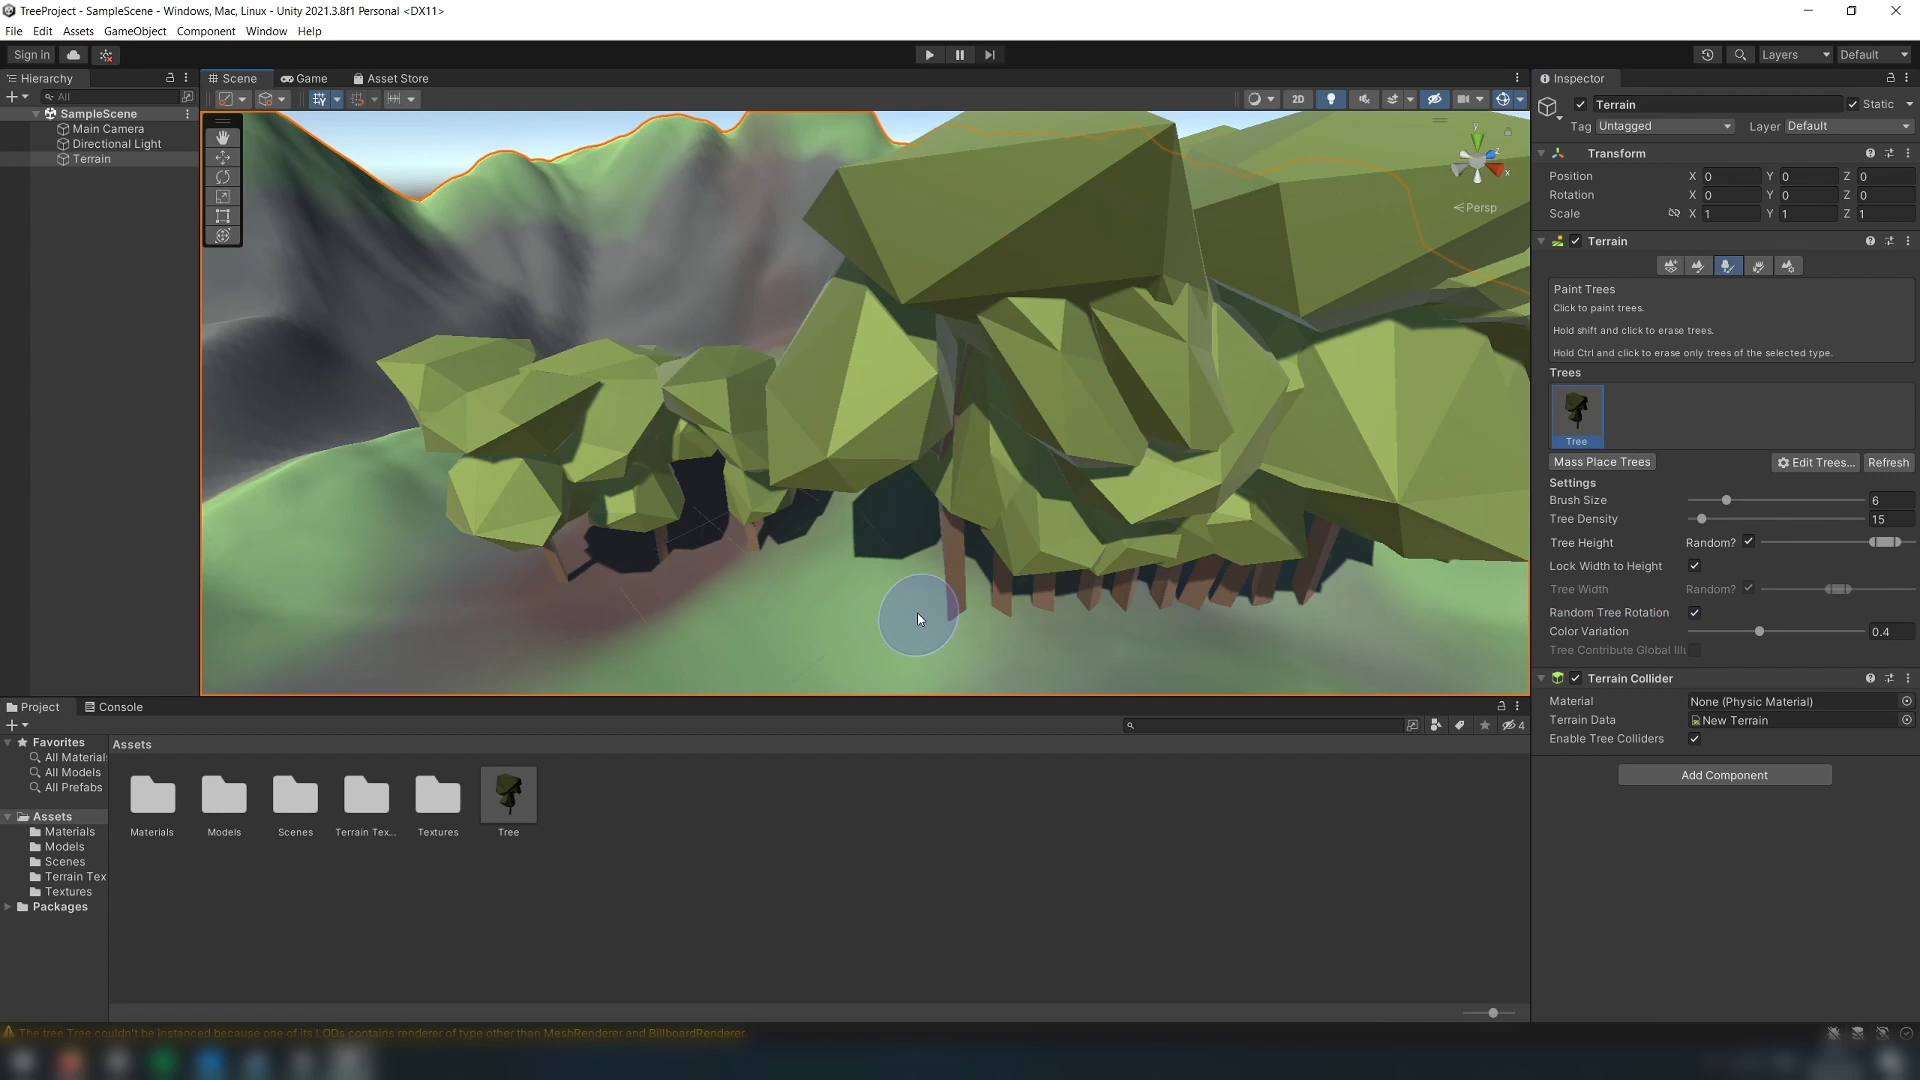 TreeProject - SampleScene - Windows, Mac, Linux - Unity 2021.3.8f1 Personal <DX11>
File Edit Assets GameObject Component Window Help
Sign in
Layers Default
Hierarchy
All
SampleScene
Main Camera
Directional Light
Terrain
Scene Game Asset Store
2D
y
z
x
Persp
Inspector
Terrain Static
Tag Untagged Layer Default
Transform
Position X 0 Y 0 Z 0
Rotation X 0 Y 0 Z 0
Scale X 1 Y 1 Z 1
Terrain
Paint Trees
Click to paint trees.
Hold shift and click to erase trees.
Hold Ctrl and click to erase only trees of the selected type.
Trees
Tree
Mass Place Trees Edit Trees... Refresh
Settings
Brush Size 6
Tree Density 15
Tree Height Random?
Lock Width to Height
Tree Width Random?
Random Tree Rotation
Color Variation 0.4
Tree Contribute Global Illu
Terrain Collider
Material None (Physic Material)
Terrain Data New Terrain
Enable Tree Colliders
Add Component
Project Console
4
Favorites
All Materials
All Models
All Prefabs
Assets
Materials
Models
Scenes
Terrain Tex
Textures
Packages
Assets
Materials Models Scenes Terrain Tex... Textures Tree
The tree Tree couldn't be instanced because one of its LODs contains renderer of type other than MeshRenderer and BillboardRenderer.